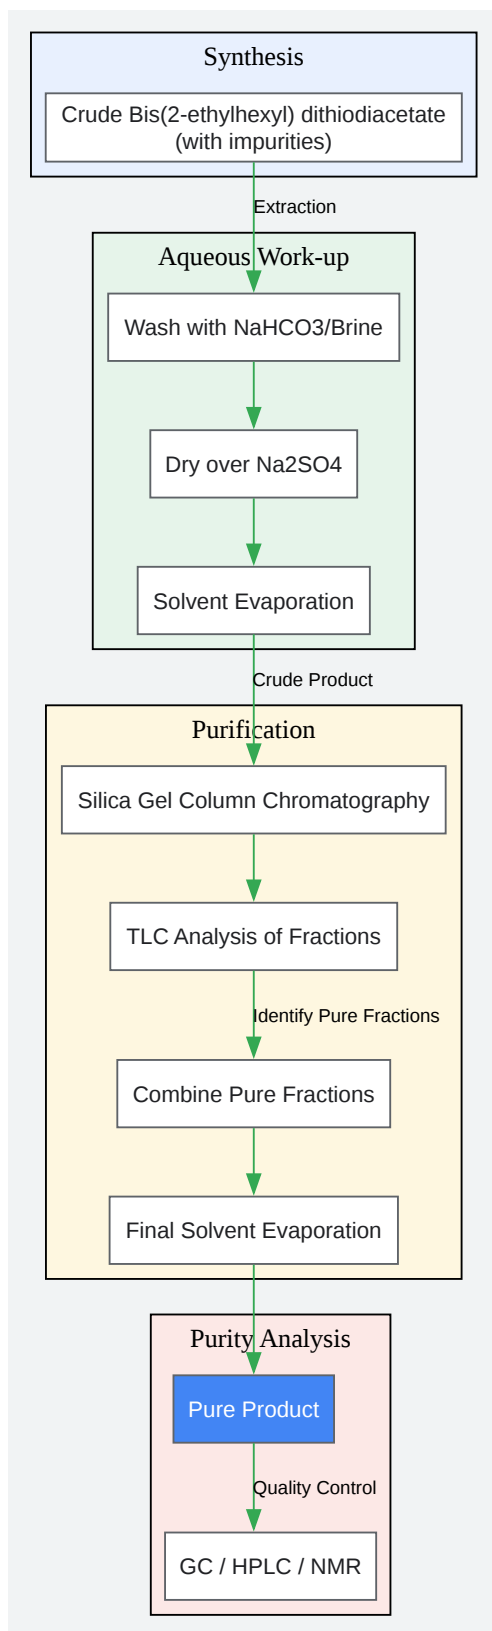 Synthesis
Crude Bis(2-ethylhexyl) dithiodiacetate
(with impurities)
Extraction
Aqueous Work-up
Wash with NaHCO3/Brine
Dry over Na2SO4
Solvent Evaporation
Crude Product
Purification
Silica Gel Column Chromatography
TLC Analysis of Fractions
Identify Pure Fractions
Combine Pure Fractions
Final Solvent Evaporation
Purity Analysis
Pure Product
Quality Control
GC / HPLC / NMR